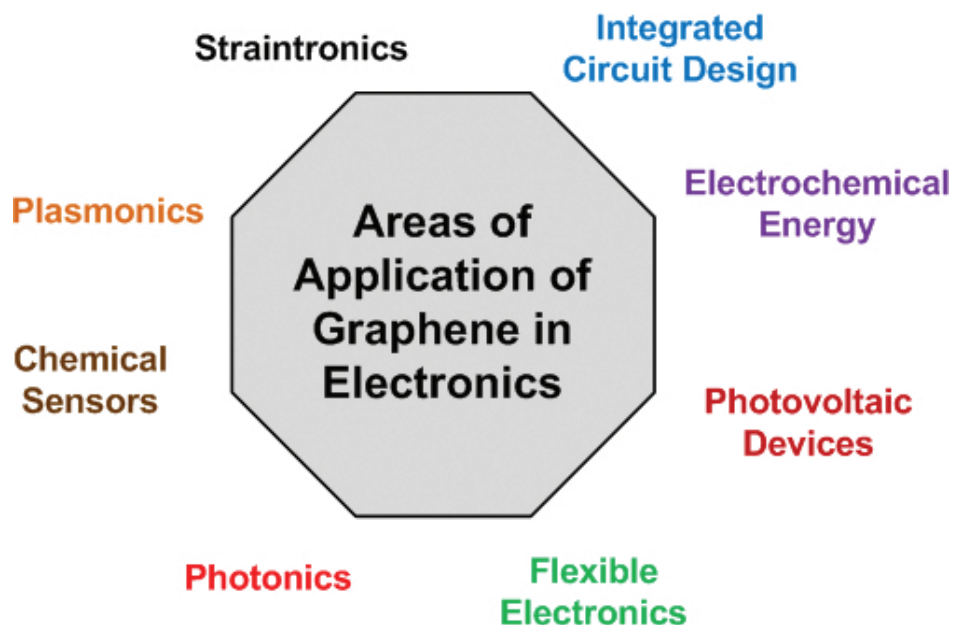 Straintronics
Integrated
Circuit Design
Plasmonics
Electrochemical
Energy
Areas of
Application of
Graphene in
Electronics
Chemical
Sensors
Photovoltaic
Devices
Photonics
Flexible
Electronics